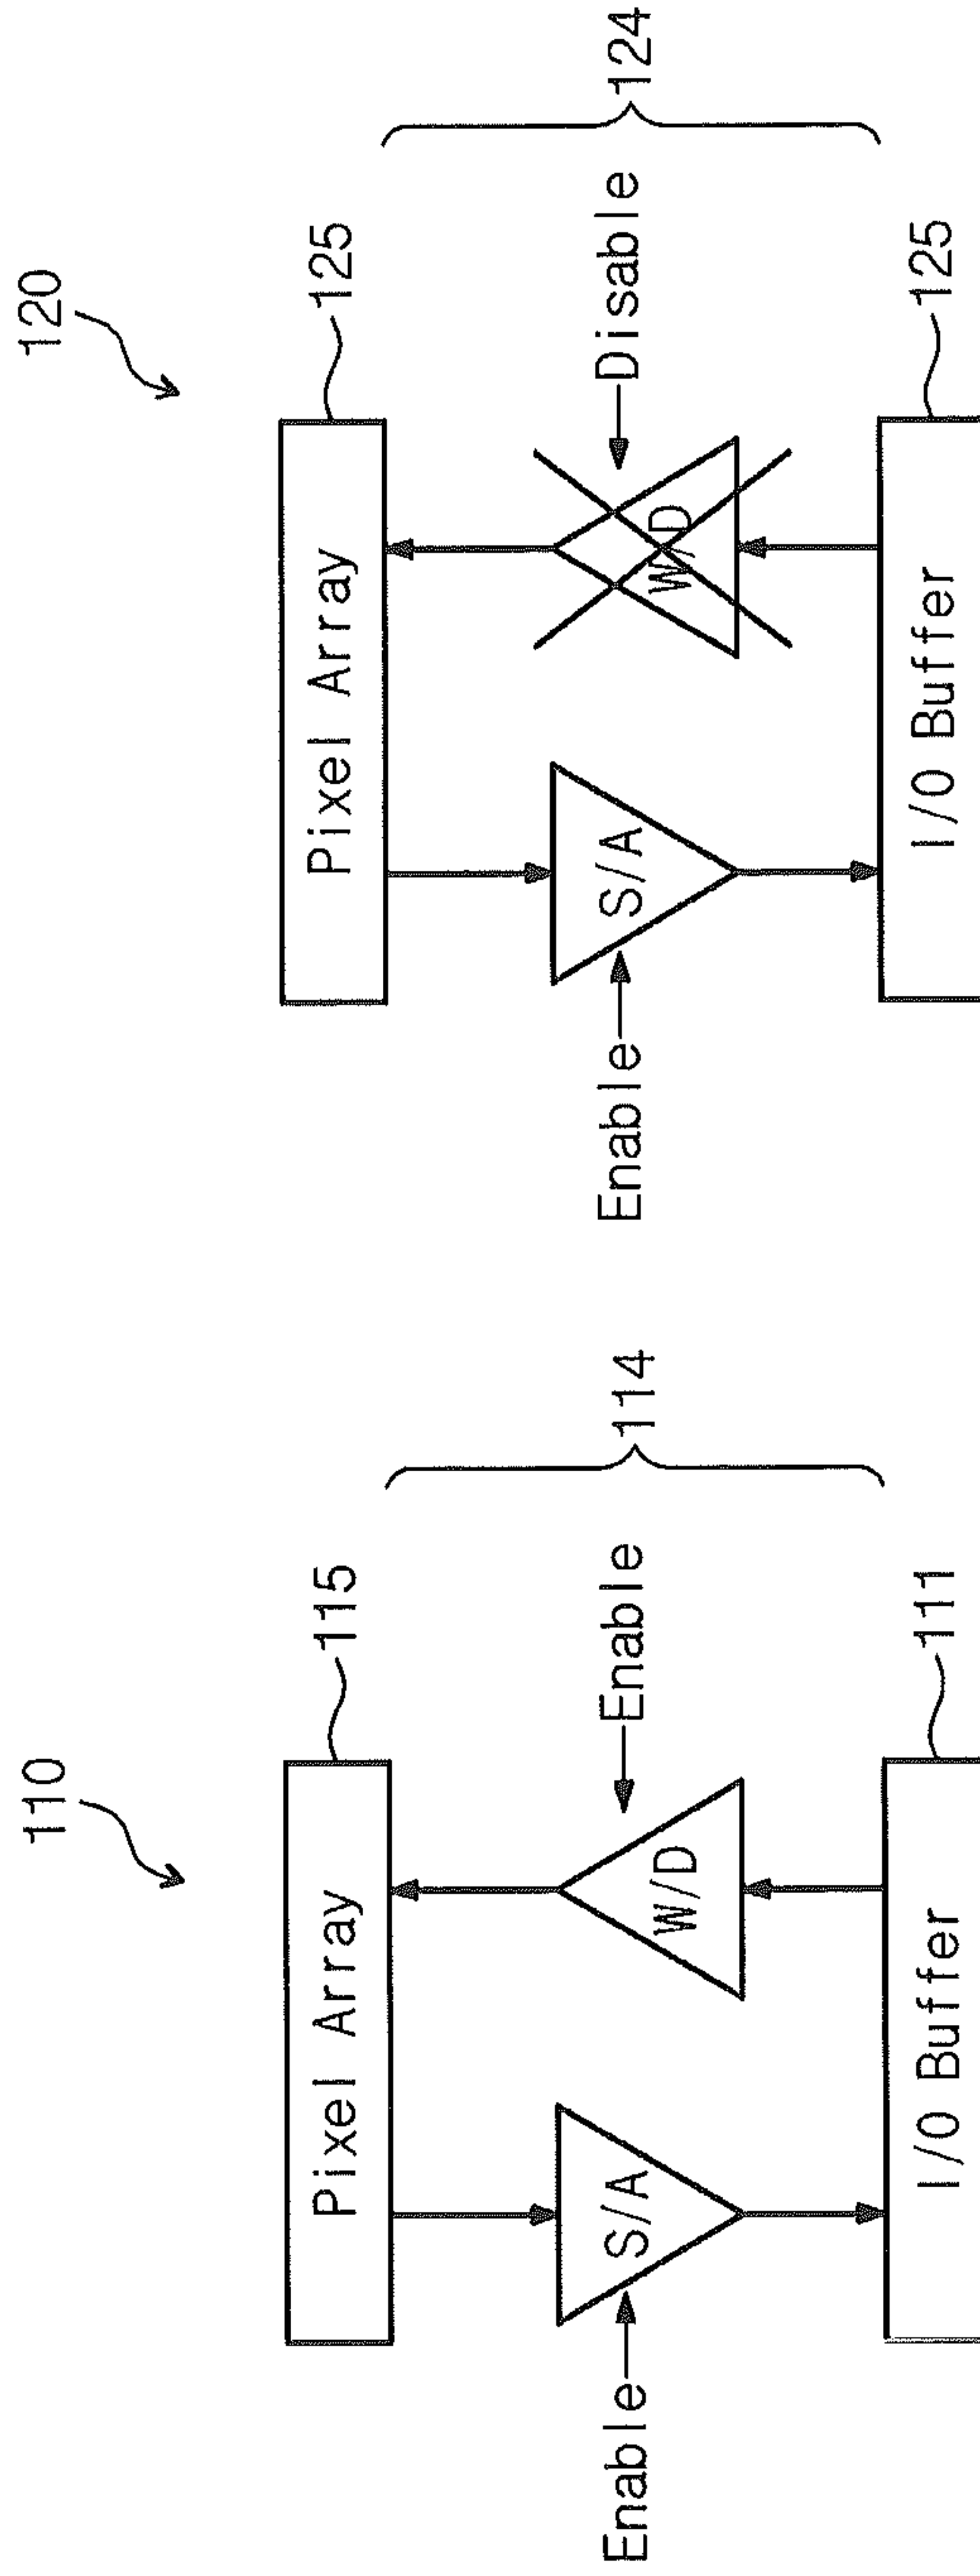 110
Pixel Array
115
Enable
S/A
W/D
Enable
114
I/O Buffer
111
120
Pixel Array
125
Enable
S/A
W/D
Disable
124
I/O Buffer
125